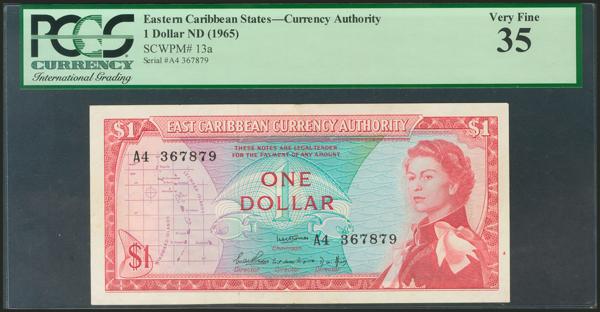 PCGS
CURRENCY
International Grading
Eastern Caribbean States—Currency Authority
1 Dollar ND (1965)
SCWPM# 13a
Serial #A4 367879
Very Fine
35
$1
EAST CARIBBEAN CURRENCY AUTHORITY
$1
THESE NOTES ARE LEGAL TENDER
FOR THE PAYMENT OF ANY AMOUNT
A4 367879
ONE
DOLLAR
A4 367879
Chairman
$1
Director Director Director